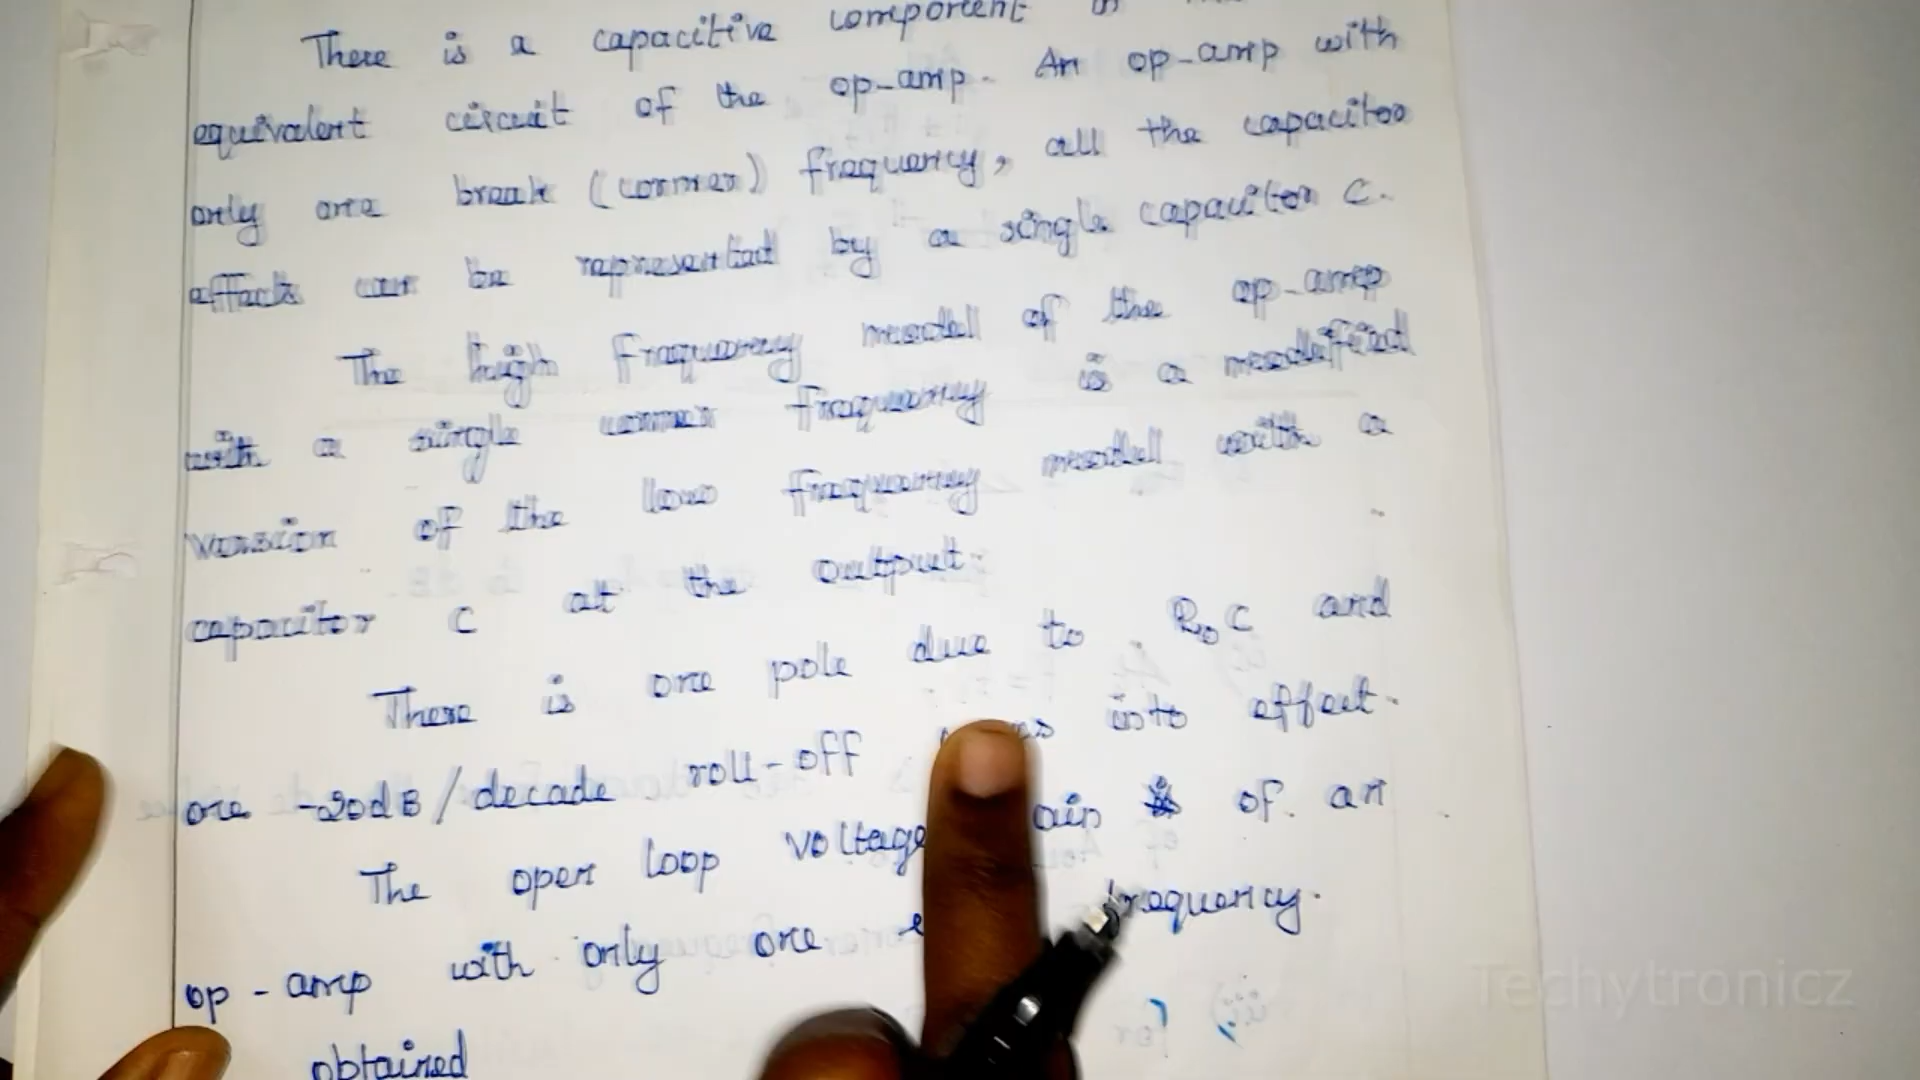 There is a capacitive component in
equivalent circuit of the op-amp. An op-amp with
only one break (corner) frequency, all the capacitor
effects can be represented by a single capacitor C.
The high frequency model of the op-amp
with a single corner frequency is a modified
version of the low frequency model with a
capacitor C at the output.
There is one pole due to R₀C and
one -20dB/decade roll-off into effect.
The open loop voltage of an
op-amp with only one frequency.
obtained
Techytronicz